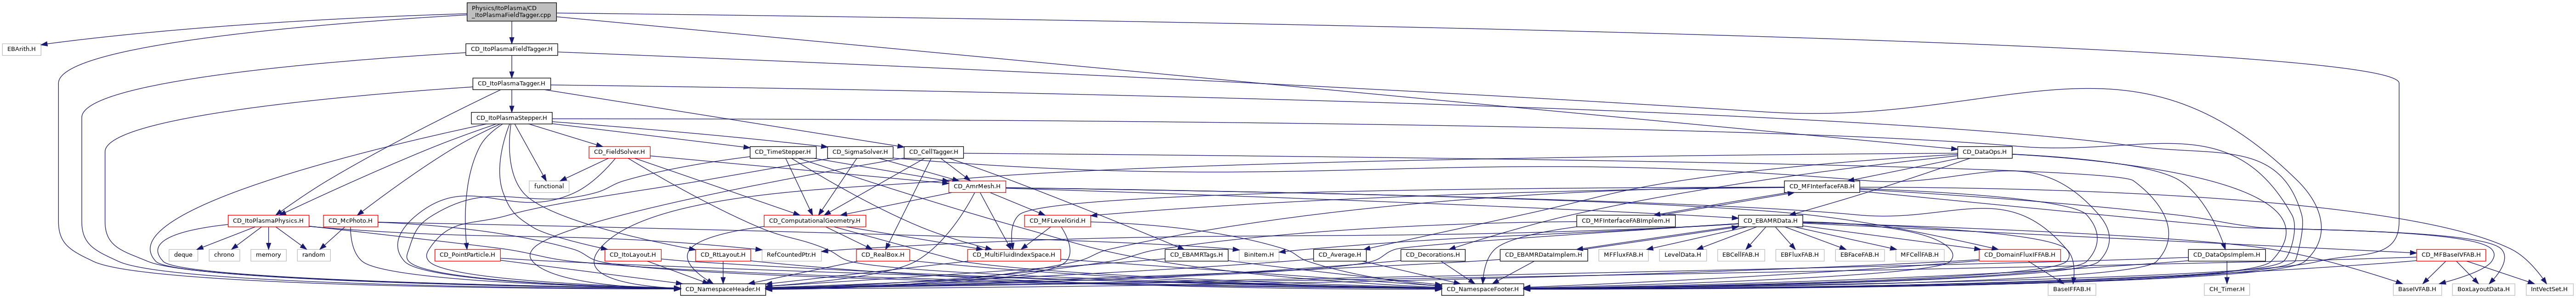 Physics/ItoPlasma/CD
_ItoPlasmaFieldTagger.cpp
EBArith.H
CD_ItoPlasmaFieldTagger.H
CD_ItoPlasmaTagger.H
CD_ItoPlasmaStepper.H
CD_FieldSolver.H
CD_TimeStepper.H
CD_SigmaSolver.H
CD_CellTagger.H
CD_DataOps.H
functional
CD_AmrMesh.H
CD_MFInterfaceFAB.H
CD_ItoPlasmaPhysics.H
CD_McPhoto.H
CD_ComputationalGeometry.H
CD_MFLevelGrid.H
CD_MFInterfaceFABImplem.H
CD_EBAMRData.H
deque
chrono
memory
random
CD_PointParticle.H
CD_ItoLayout.H
CD_RtLayout.H
RefCountedPtr.H
CD_RealBox.H
CD_MultiFluidIndexSpace.H
CD_EBAMRTags.H
BinItem.H
CD_Average.H
CD_Decorations.H
CD_EBAMRDataImplem.H
MFFluxFAB.H
LevelData.H
EBCellFAB.H
EBFluxFAB.H
EBFaceFAB.H
MFCellFAB.H
CD_DomainFluxIFFAB.H
CD_DataOpsImplem.H
CD_MFBaseIVFAB.H
CD_NamespaceHeader.H
CD_NamespaceFooter.H
BaseIFFAB.H
CH_Timer.H
BaseIVFAB.H
BoxLayoutData.H
IntVectSet.H